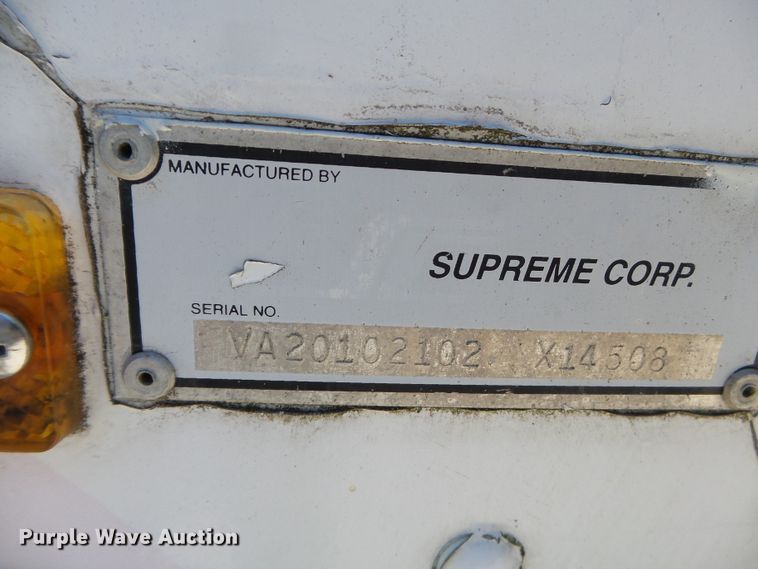 MANUFACTURED BY
SUPREME CORP.
SERIAL NO.
VA20102102 X14508
Purple Wave Auction